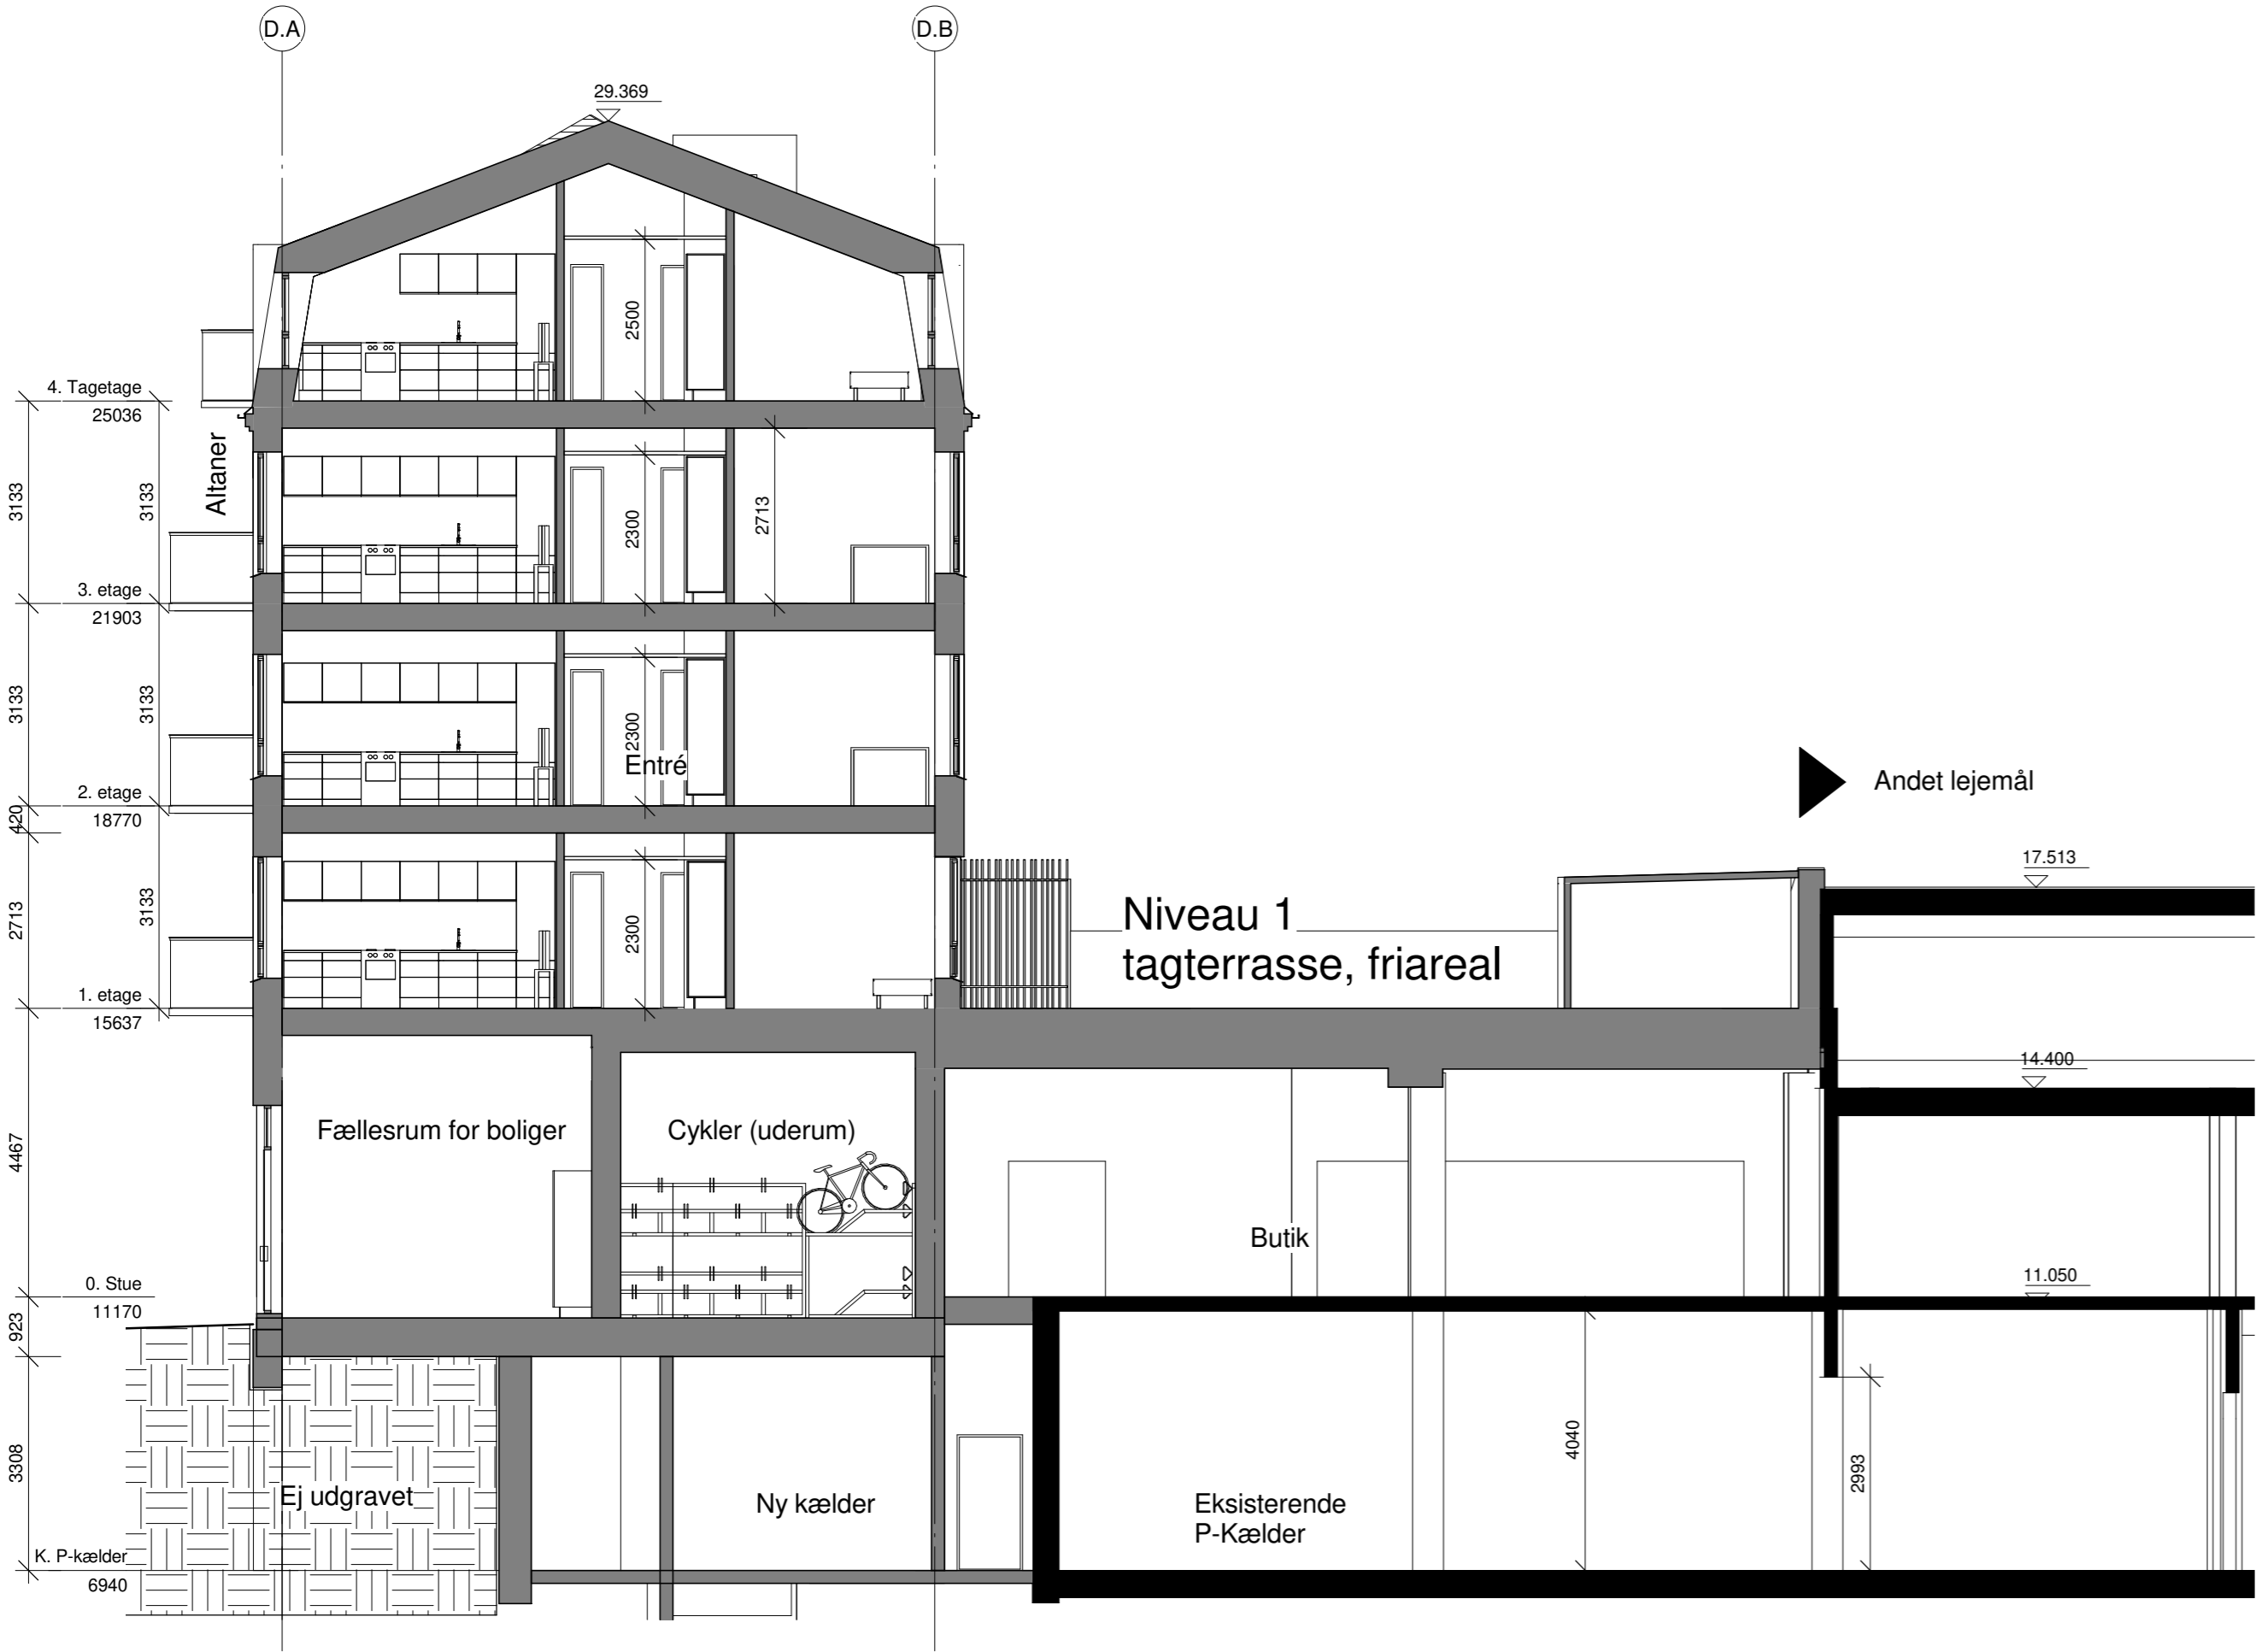 D.A
D.B
29.369
2500
4. Tagetage
25036
Altaner
3133
3133
2300
2713
3. etage
21903
3133
3133
2300
Entré
Andet lejemål
2. etage
18770
420
17.513
2713
3133
2300
Niveau 1
tagterrasse, friareal
1. etage
15637
14.400
4467
Fællesrum for boliger
Cykler (uderum)
Butik
0. Stue
11170
11.050
923
3308
4040
2993
Ej udgravet
Ny kælder
Eksisterende
P-Kælder
K. P-kælder
6940